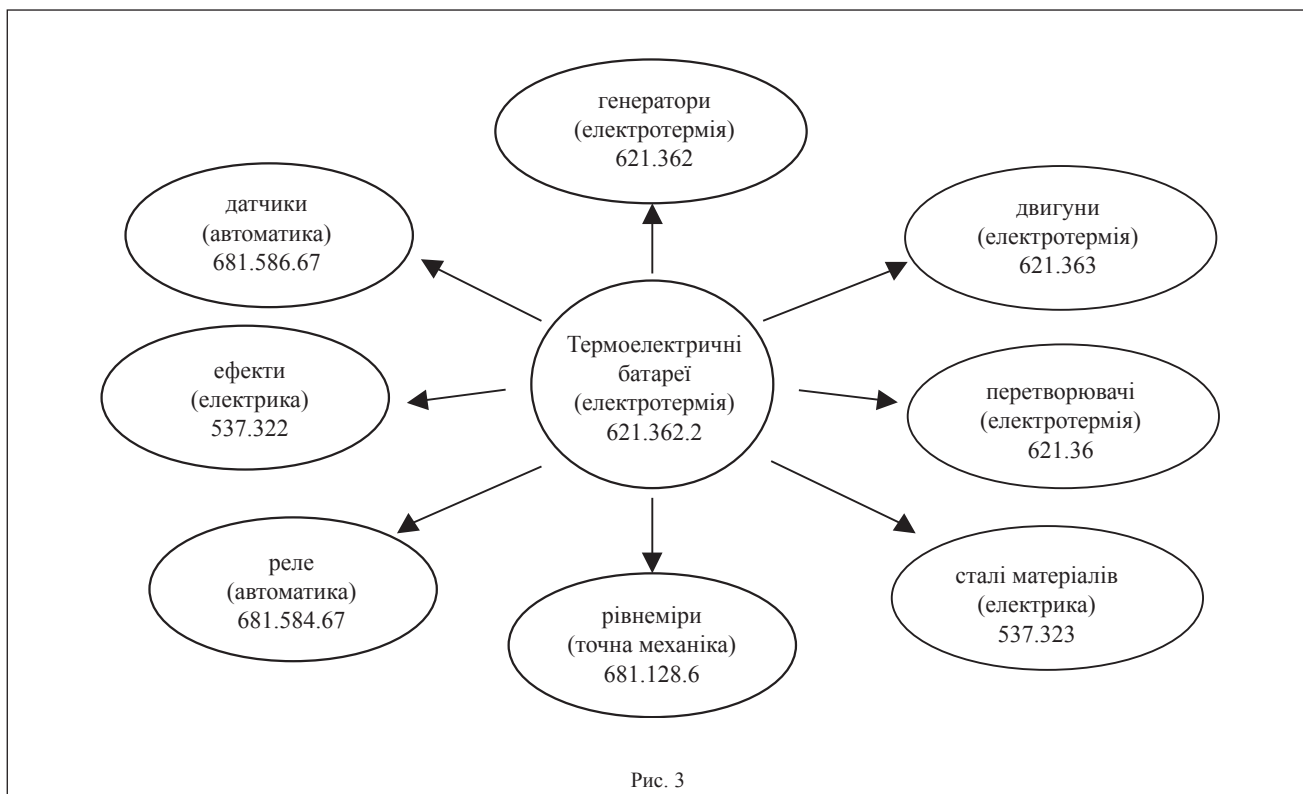 генератори
(електротермія)
621.362
датчики
(автоматика)
681.586.67
двигуни
(електротермія)
621.363
Термоелектричні
батареї
(електротермія)
621.362.2
ефекти
(електрика)
537.322
перетворювачі
(електротермія)
621.36
реле
(автоматика)
681.584.67
рівнеміри
(точна механіка)
681.128.6
сталі матеріалів
(електрика)
537.323
Рис. 3